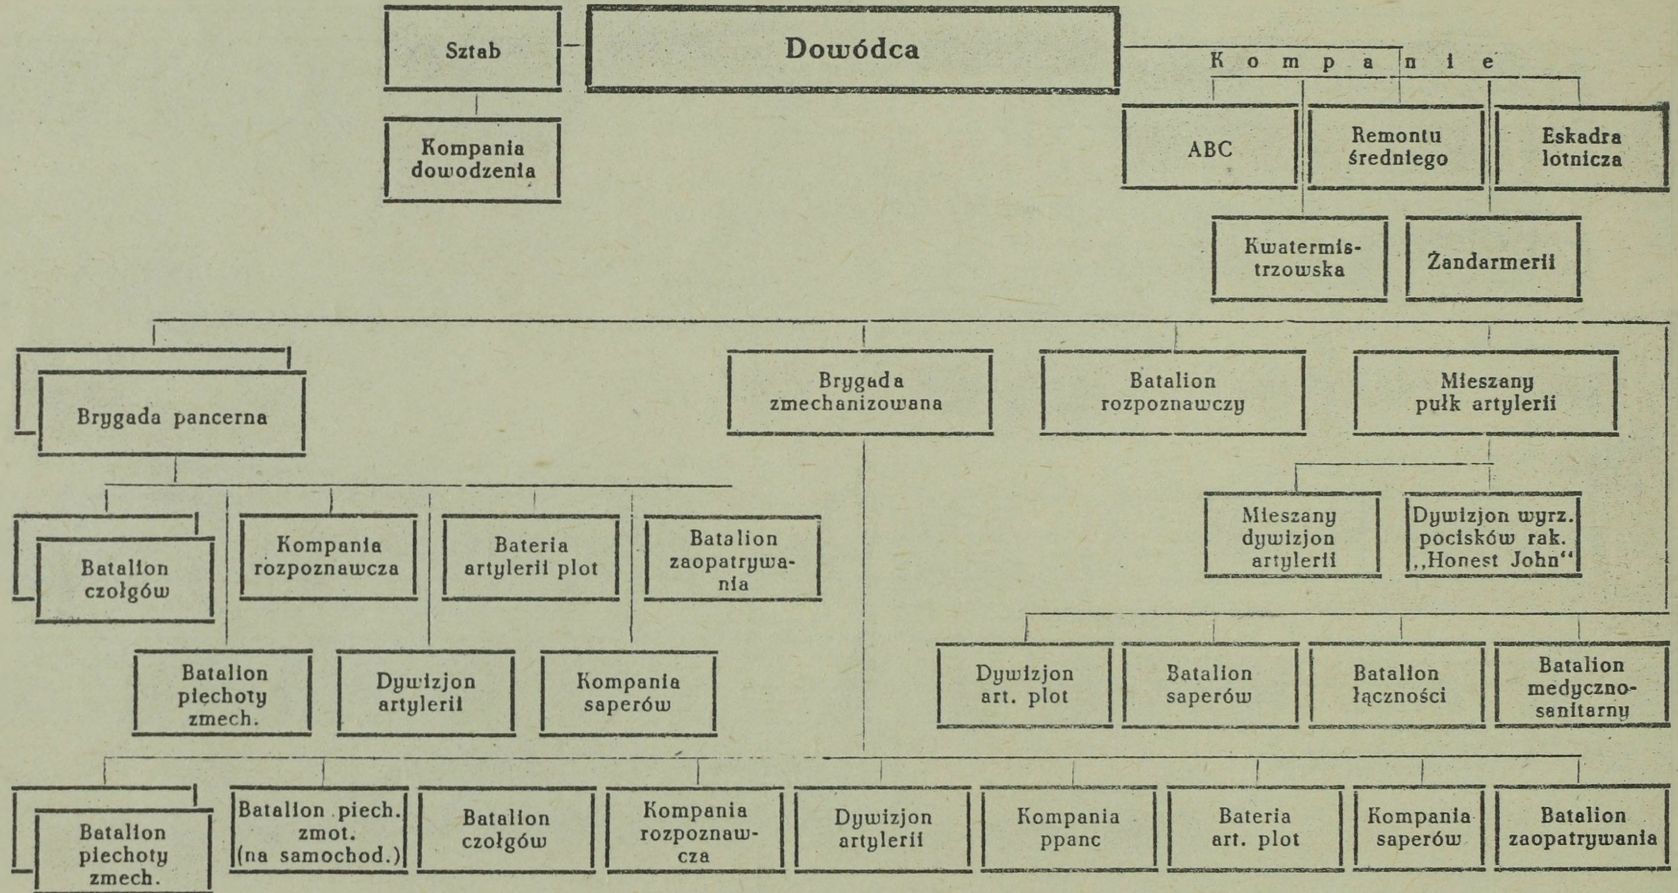 Sztab
Dowódca
Kompanie
Kompania
dowodzenia
ABC
Remontu
średniego
Eskadra
lotnicza
Kwatermis-
trzowska
Żandarmerii
Brygada pancerna
Brygada
zmechanizowana
Batalion
rozpoznawczy
Mieszany
pułk artylerii
Mieszany
dywizjon
artylerii
Dywizjon wyrz.
pocisków rak.
,,Honest John“
Batalion
czołgów
Kompania
rozpoznawcza
Bateria
artylerii plot
Batalion
zaopatrywa-
nia
Batalion
piechoty
zmech.
Dywizjon
artylerii
Kompania
saperów
Dywizjon
art. plot
Batalion
saperów
Batalion
łączności
Batalion
medyczno-
sanitarny
Batalion
piechoty
zmech.
Batalion piech.
zmot.
(na samochod.)
Batalion
czołgów
Kompania
rozpoznaw-
cza
Dywizjon
artylerii
Kompania
ppanc
Bateria
art. plot
Kompania
saperów
Batalion
zaopatrywania